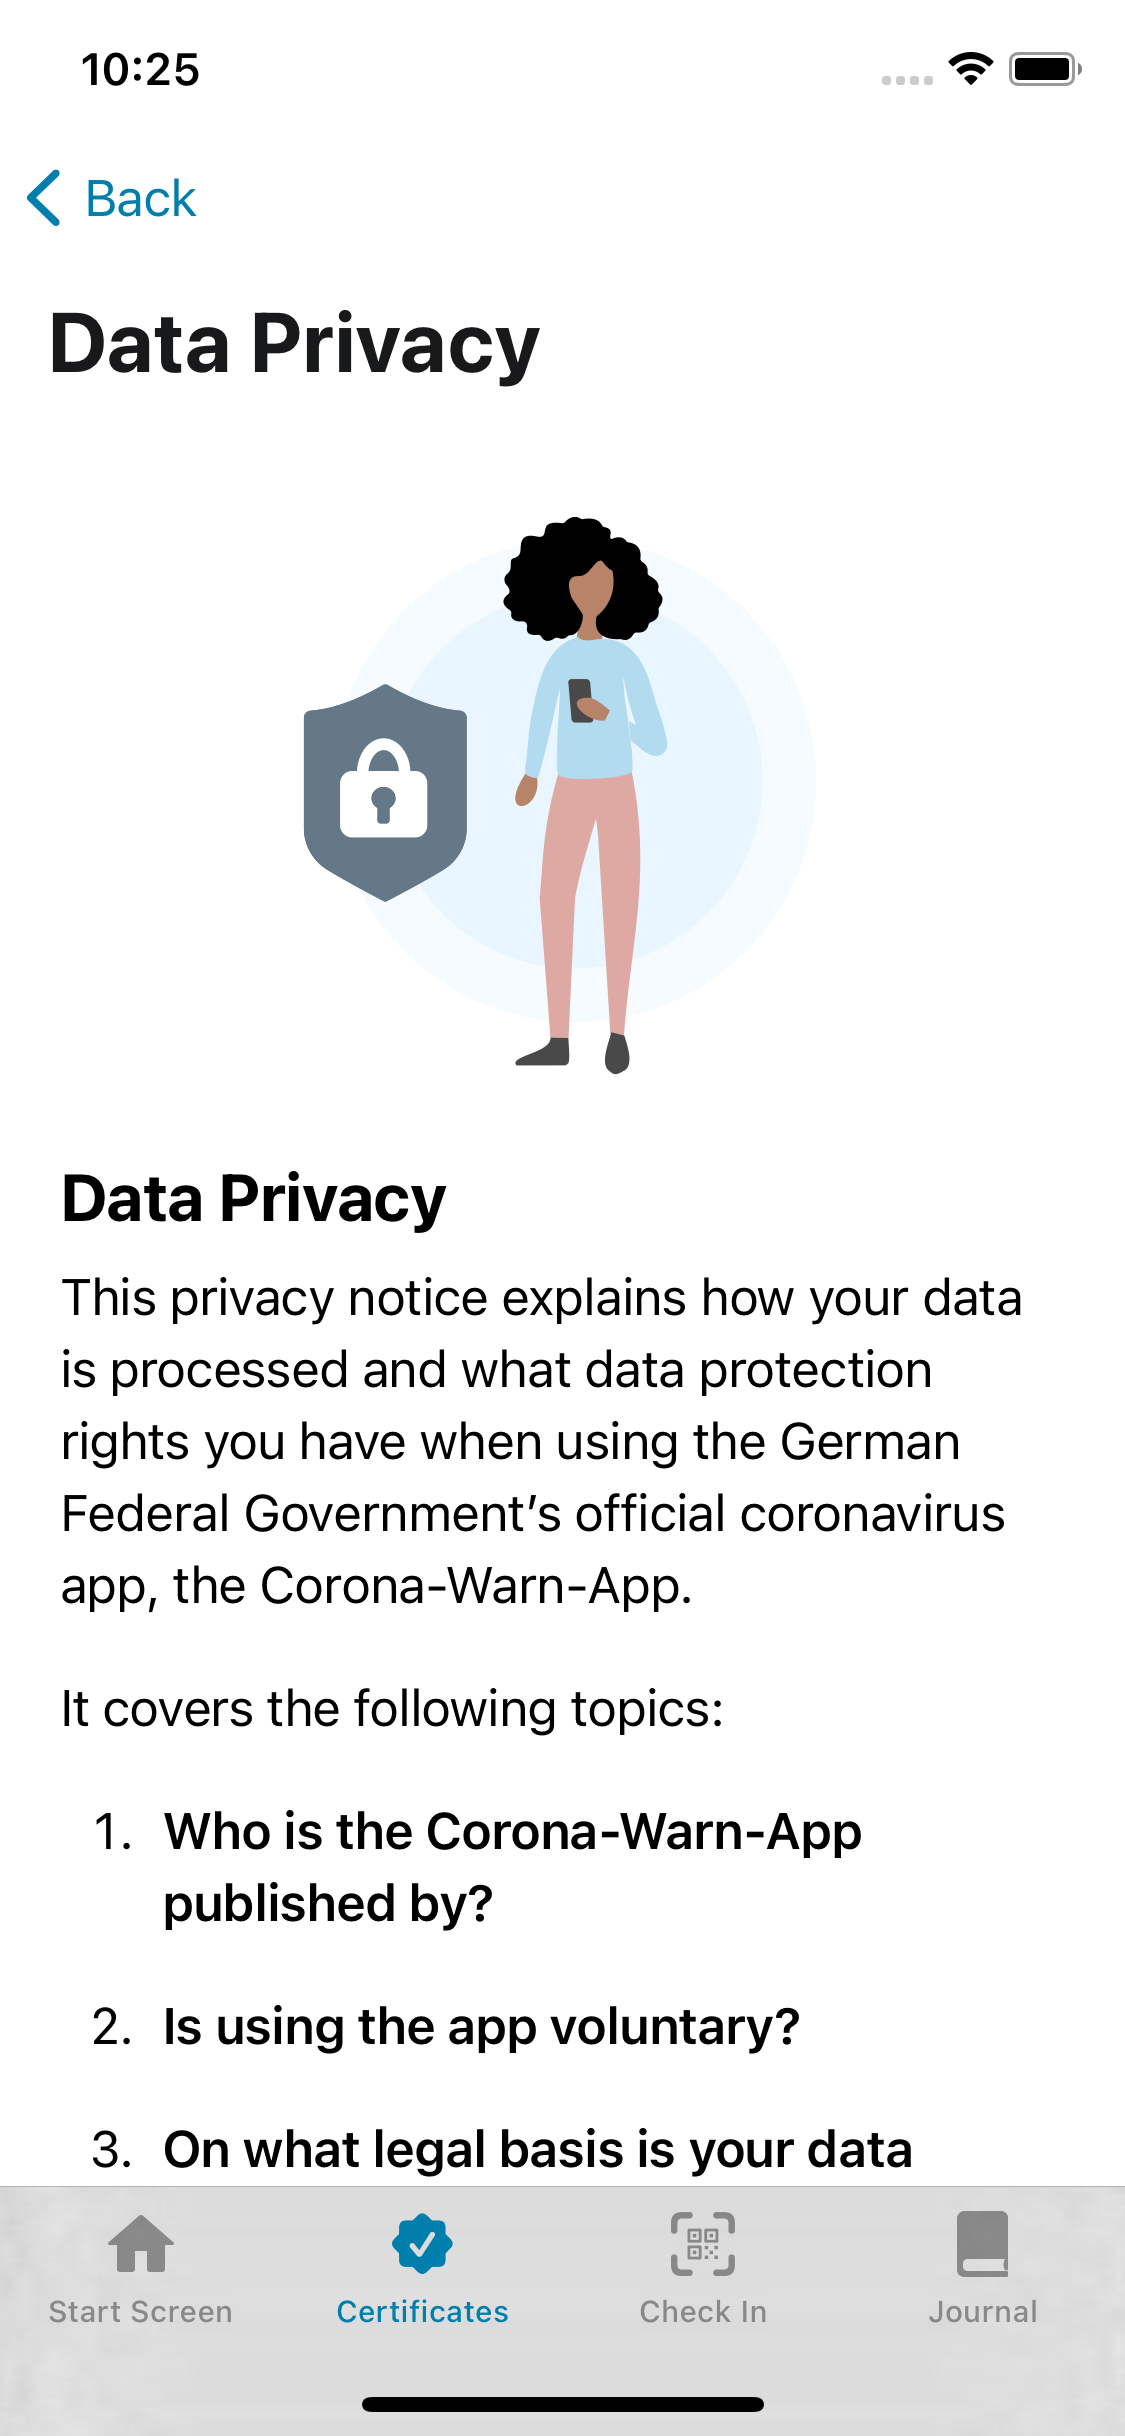 10:25
Back
Data Privacy
Data Privacy
This privacy notice explains how your data
is processed and what data protection
rights you have when using the German
Federal Government’s official coronavirus
app, the Corona-Warn-App.
It covers the following topics:
1. Who is the Corona-Warn-App
published by?
2. Is using the app voluntary?
3. On what legal basis is your data
Start Screen
Certificates
Check In
Journal